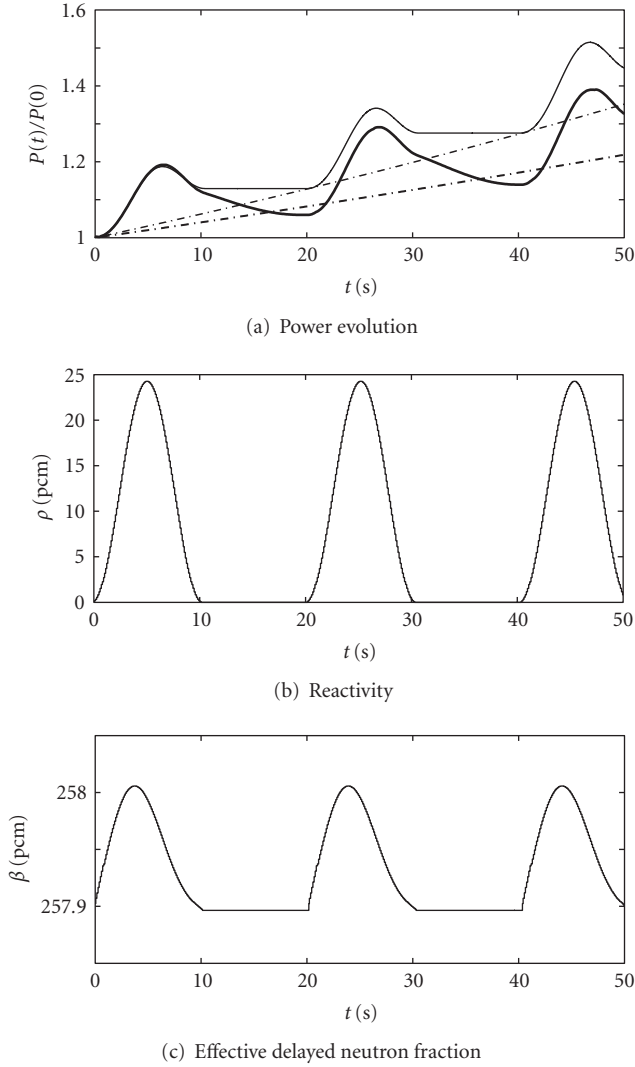 1.6
1.4
1.2
1
P(t)/P(0)
0 10 20 30 40 50
t (s)
(a) Power evolution
25
20
15
10
5
0
ρ (pcm)
0 10 20 30 40 50
t (s)
(b) Reactivity
258
257.9
β (pcm)
0 10 20 30 40 50
t (s)
(c) Effective delayed neutron fraction